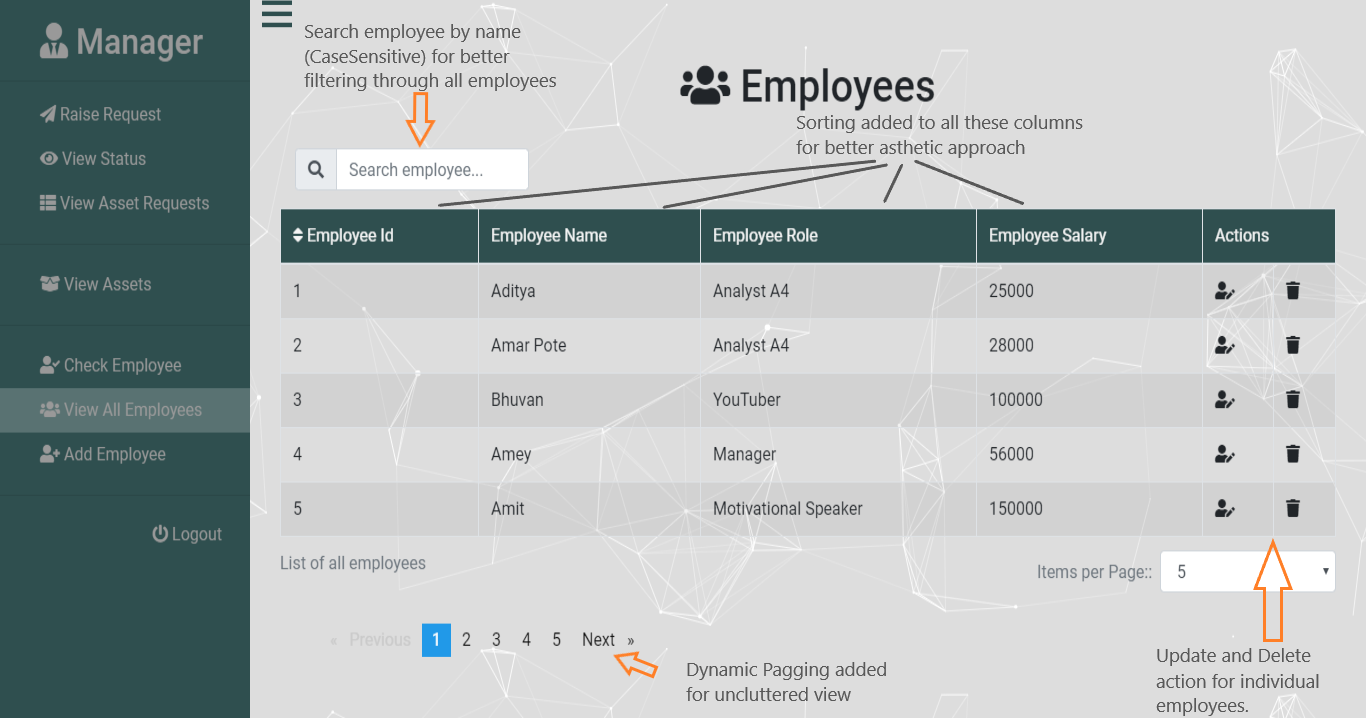 Manager
Raise Request
View Status
View Asset Requests
View Assets
Check Employee
View All Employees
Add Employee
Logout
Search employee by name
(CaseSensitive) for better
filtering through all employees
Employees
Sorting added to all these columns
for better asthetic approach
Search employee...
Employee Id Employee Name Employee Role Employee Salary Actions
1 Aditya Analyst A4 25000
2 Amar Pote Analyst A4 28000
3 Bhuvan YouTuber 100000
4 Amey Manager 56000
5 Amit Motivational Speaker 150000
List of all employees
Items per Page:: 5
« Previous 1 2 3 4 5 Next »
Dynamic Pagging added
for uncluttered view
Update and Delete
action for individual
employees.